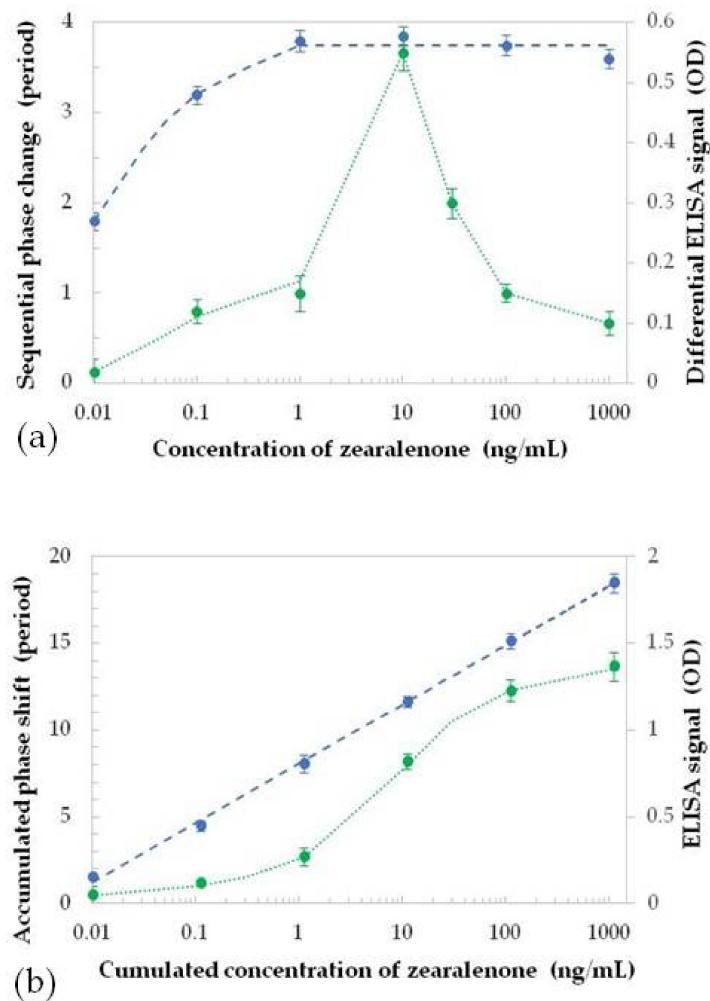 4
3
2
1
0
0.6
0.5
0.4
0.3
0.2
0.1
0
Sequential phase change (period)
Differential ELISA signal (OD)
0.01 0.1 1 10 100 1000
(a)
Concentration of zearalenone (ng/mL)
20
15
10
5
0
2
1.5
1
0.5
0
Accumulated phase shift (period)
ELISA signal (OD)
0.01 0.1 1 10 100 1000
(b)
Cumulated concentration of zearalenone (ng/mL)